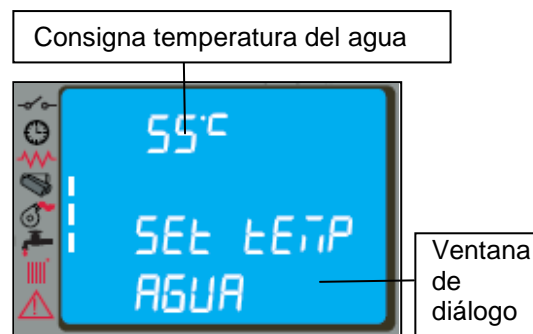 Consigna temperatura del agua
55°C
SEt tEMP
AGUA
Ventana
de
diálogo